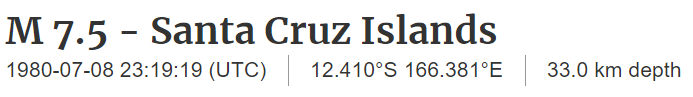 M 7.5 - Santa Cruz Islands
1980-07-08 23:19:19 (UTC) 12.410°S 166.381°E 33.0 km depth